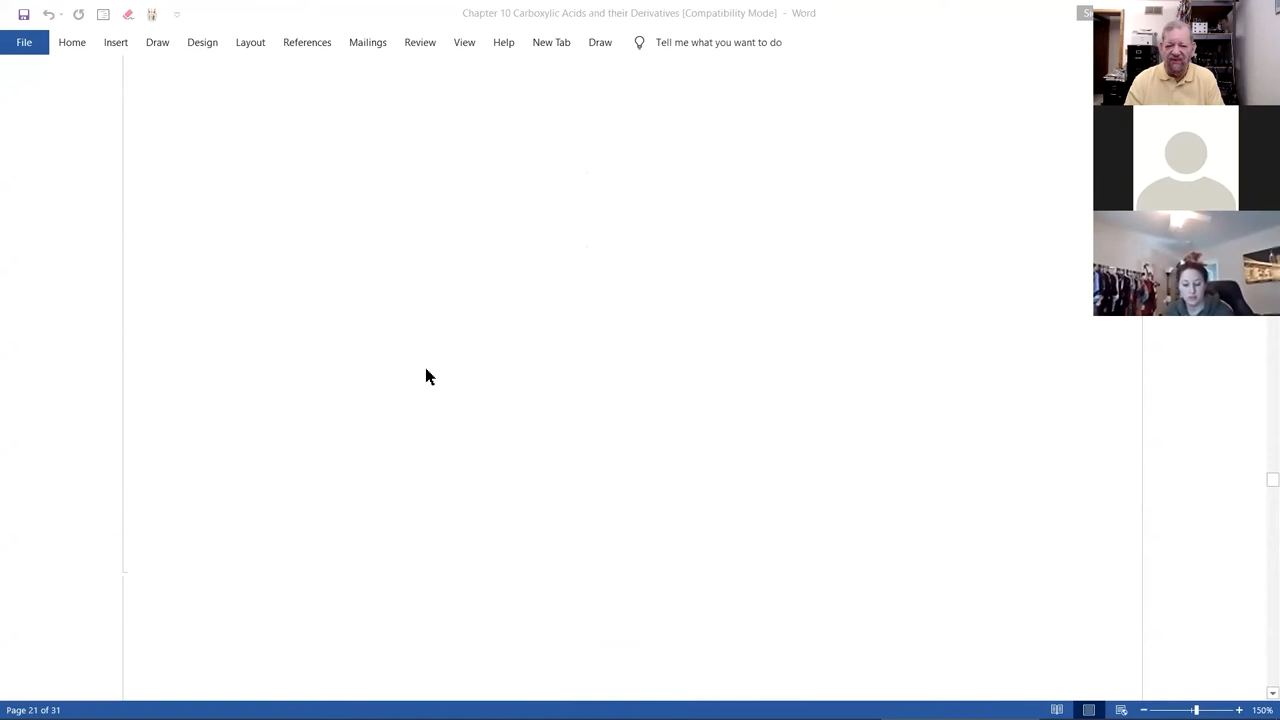 Chapter 10 Carboxylic Acids and their Derivatives [Compatibility Mode] - Word
File Home Insert Draw Design Layout References Mailings Review View Help New Tab Draw Tell me what you want to do
Page 21 of 31
150%